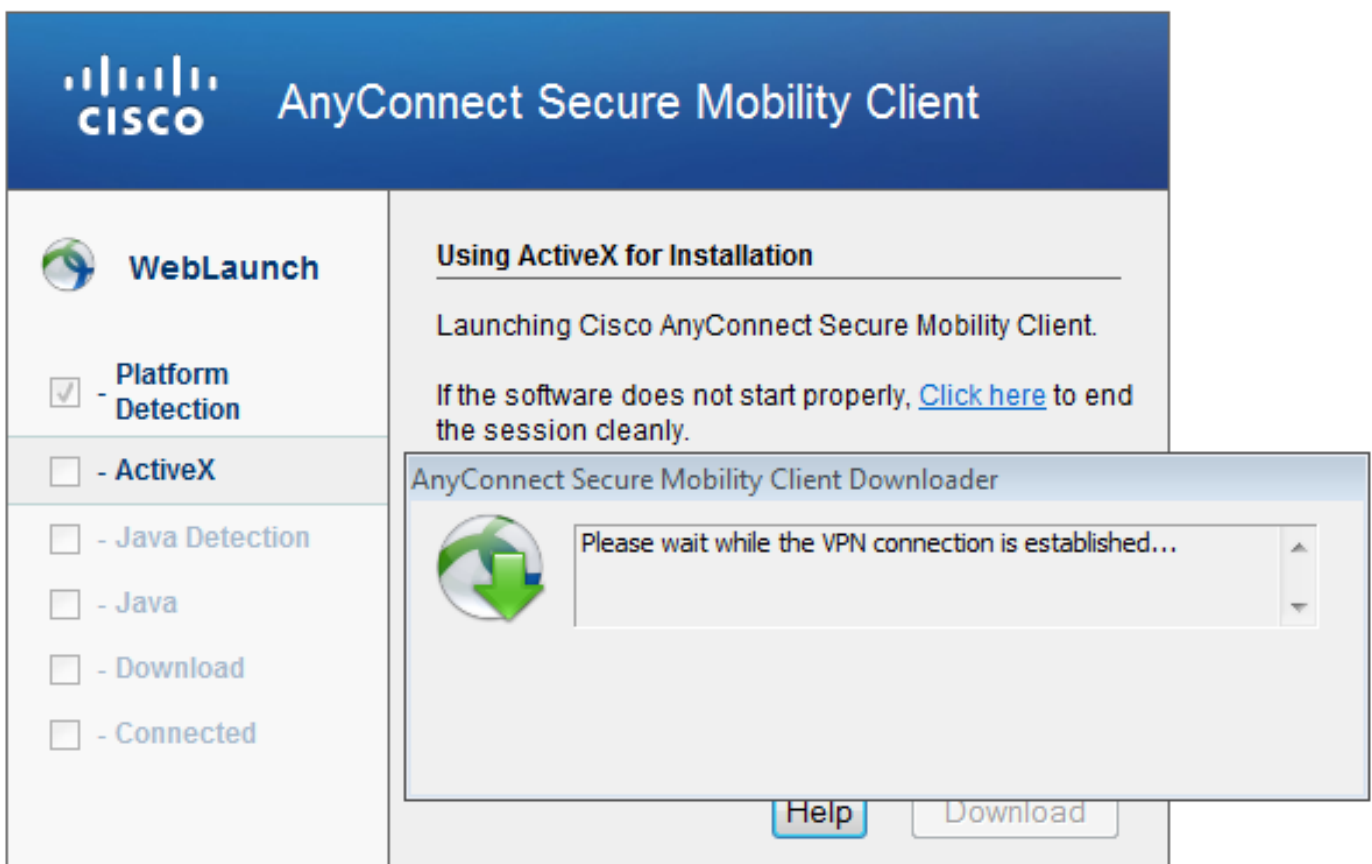 CISCO
AnyConnect Secure Mobility Client
WebLaunch
- Platform
Detection
- ActiveX
- Java Detection
- Java
- Download
- Connected
Using ActiveX for Installation
Launching Cisco AnyConnect Secure Mobility Client.
If the software does not start properly, Click here to end
the session cleanly.
AnyConnect Secure Mobility Client Downloader
Please wait while the VPN connection is established...
Help
Download